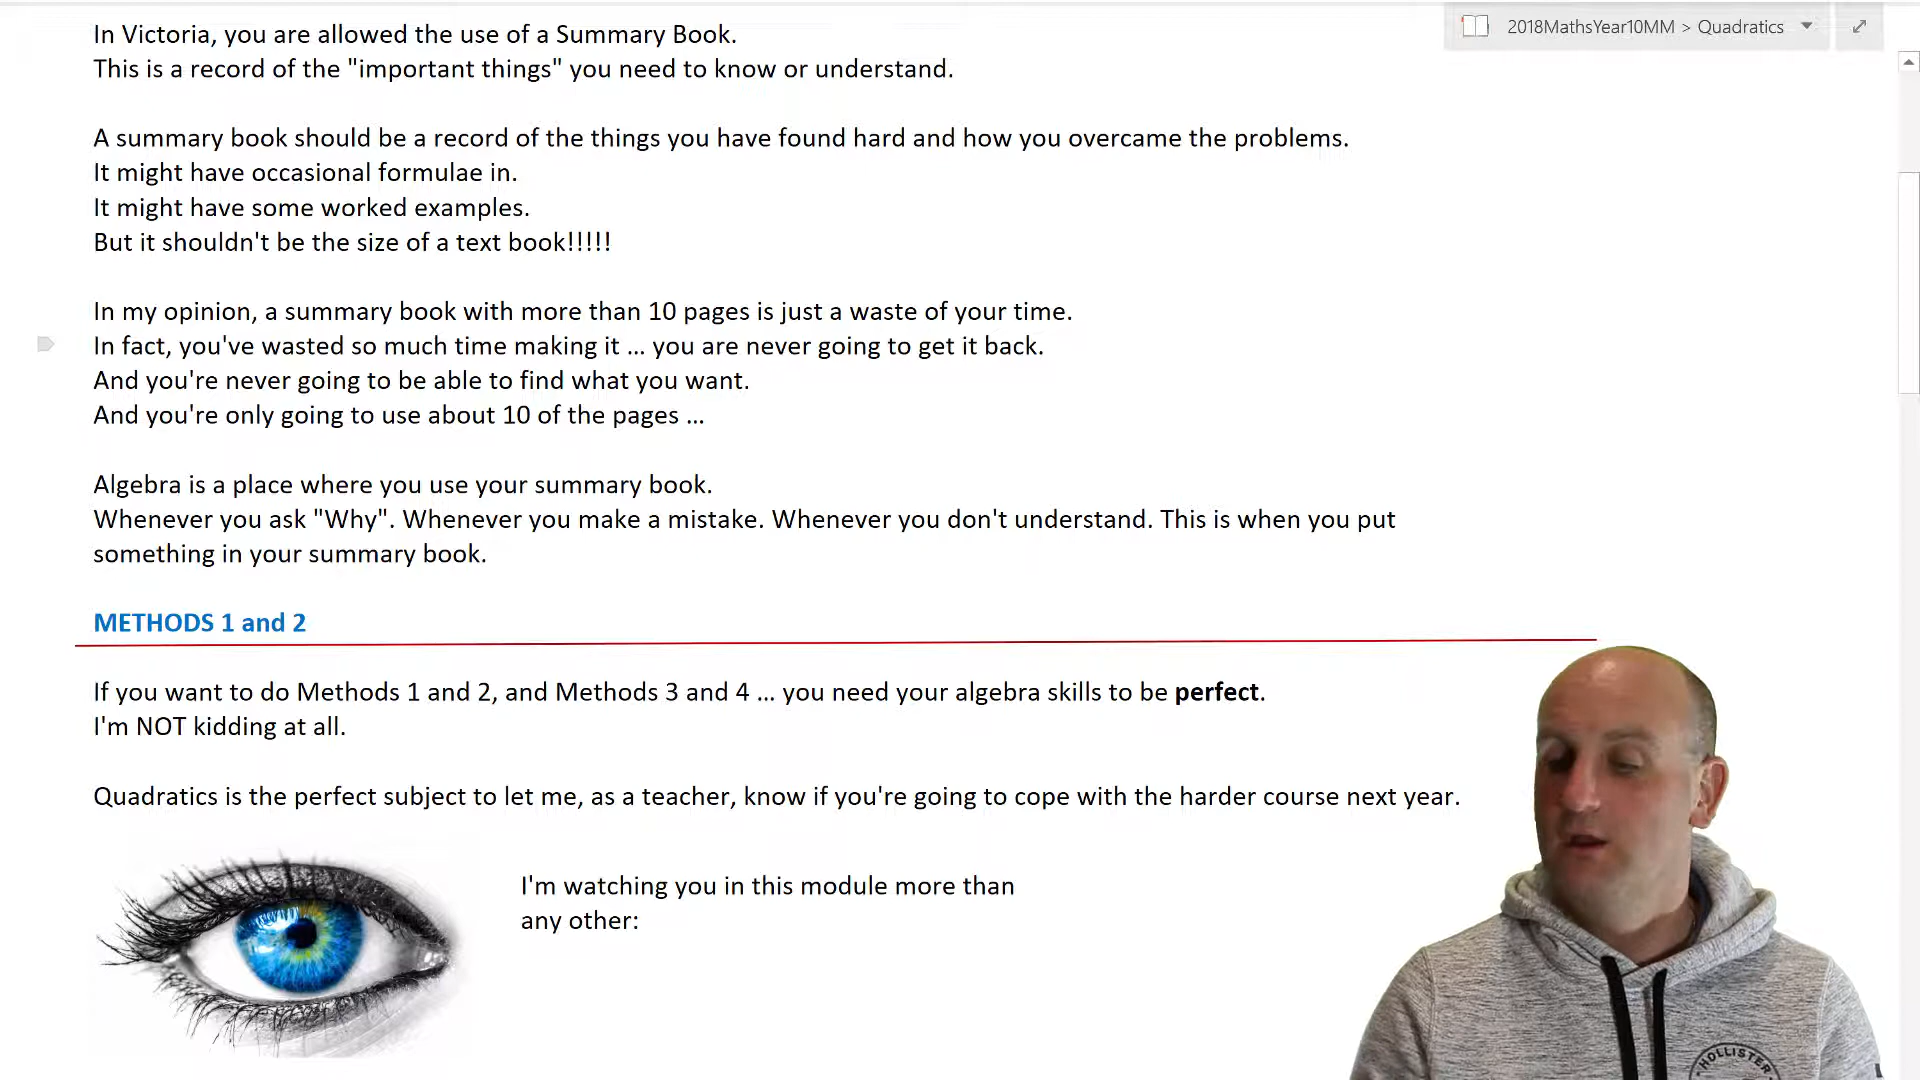 2018MathsYear10MM > Quadratics
In Victoria, you are allowed the use of a Summary Book.
This is a record of the "important things" you need to know or understand.
A summary book should be a record of the things you have found hard and how you overcame the problems.
It might have occasional formulae in.
It might have some worked examples.
But it shouldn't be the size of a text book!!!!!
In my opinion, a summary book with more than 10 pages is just a waste of your time.
In fact, you've wasted so much time making it ... you are never going to get it back.
And you're never going to be able to find what you want.
And you're only going to use about 10 of the pages ...
Algebra is a place where you use your summary book.
Whenever you ask "Why". Whenever you make a mistake. Whenever you don't understand. This is when you put
something in your summary book.
METHODS 1 and 2
If you want to do Methods 1 and 2, and Methods 3 and 4 ... you need your algebra skills to be perfect.
I'm NOT kidding at all.
Quadratics is the perfect subject to let me, as a teacher, know if you're going to cope with the harder course next year.
I'm watching you in this module more than
any other:
HOLLISTER